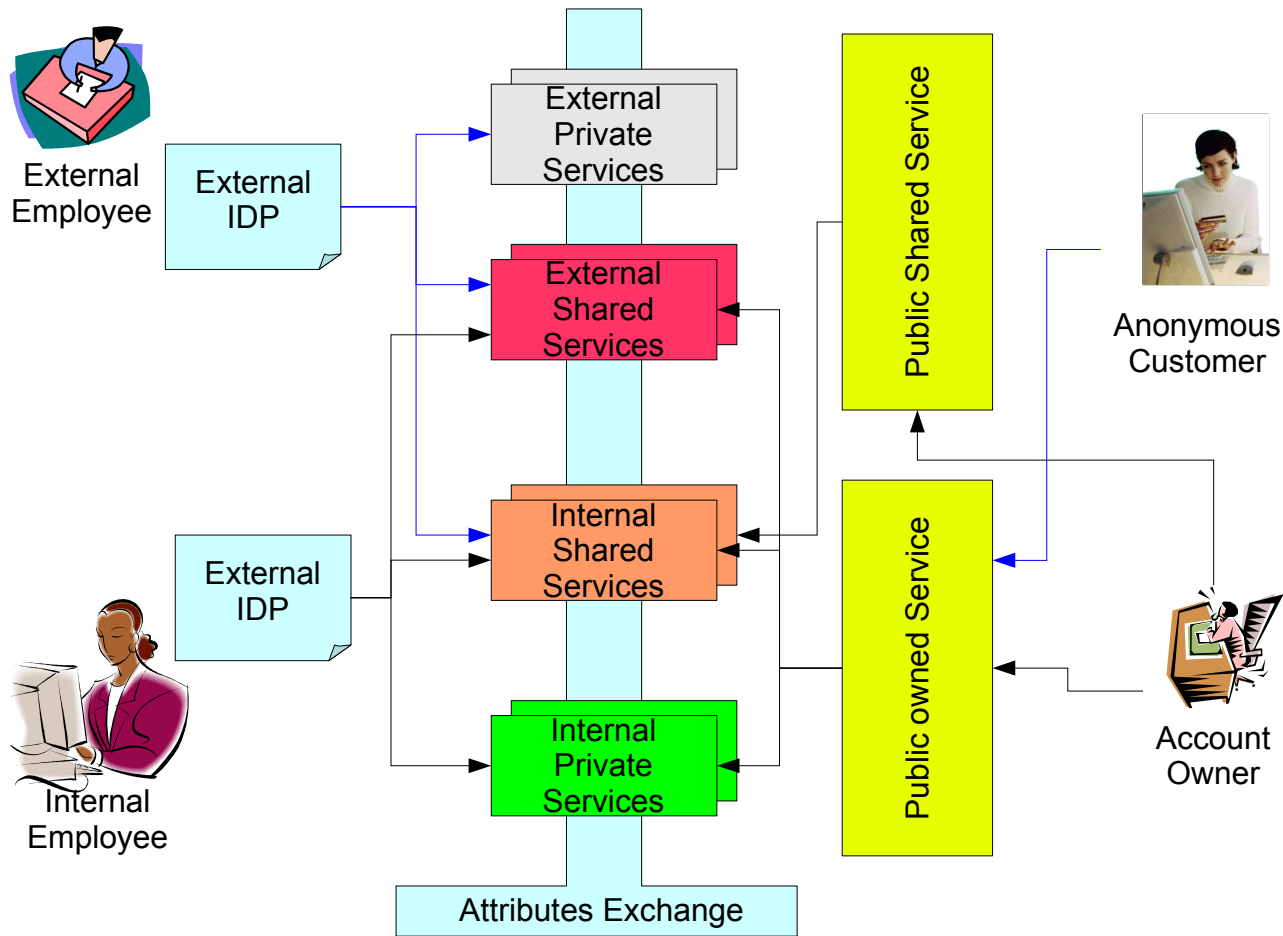 External
Employee
External
IDP
External
Private
Services
External
Shared
Services
Public Shared Service
Anonymous
Customer
External
IDP
Internal
Employee
Internal
Shared
Services
Internal
Private
Services
Public owned Service
Account
Owner
Attributes Exchange